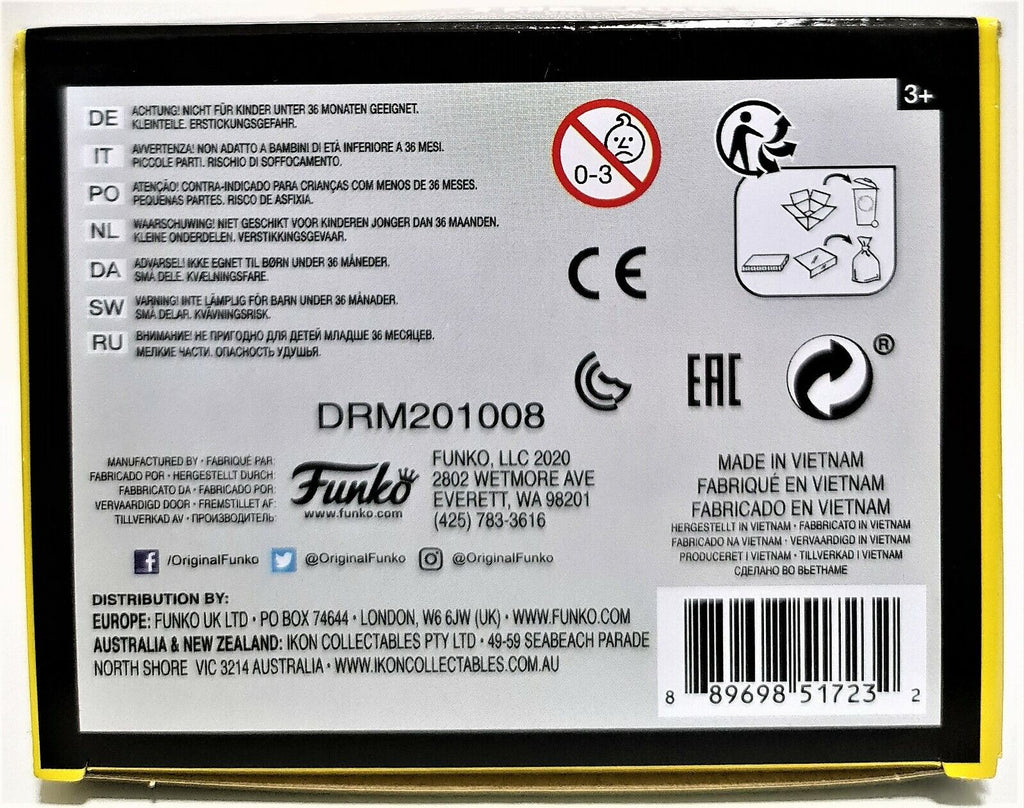 3+
DE ACHTUNG! NICHT FÜR KINDER UNTER 36 MONATEN GEEIGNET.
KLEINTEILE. ERSTICKUNGSGEFAHR.
IT AVVERTENZA! NON ADATTO A BAMBINI DI ETÀ INFERIORE A 36 MESI.
PICCOLE PARTI. RISCHIO DI SOFFOCAMENTO.
PO ATENÇÃO! CONTRA-INDICADO PARA CRIANÇAS COM MENOS DE 36 MESES.
PEQUENAS PARTES. RISCO DE ASFIXIA.
NL WAARSCHUWING! NIET GESCHIKT VOOR KINDEREN JONGER DAN 36 MAANDEN.
KLEINE ONDERDELEN. VERSTIKKINGSGEVAAR.
DA ADVARSEL! IKKE EGNET TIL BØRN UNDER 36 MÅNEDER.
SMÅ DELE. KVÆLNINGSFARE.
SW VARNING! INTE LÄMPLIG FÖR BARN UNDER 36 MÅNADER.
SMÅ DELAR. KVÄVNINGSRISK.
RU ВНИМАНИЕ! НЕ ПРИГОДНО ДЛЯ ДЕТЕЙ МЛАДШЕ 36 МЕСЯЦЕВ.
МЕЛКИЕ ЧАСТИ. ОПАСНОСТЬ УДУШЬЯ.
0-3
CE
EAC
®
DRM201008
MANUFACTURED BY • FABRIQUÉ PAR:
FABRICADO POR • HERGESTELLT DURCH:
FABBRICATO DA • FABRICADO POR:
VERVAARDIGD DOOR • FREMSTILLET AF:
TILLVERKAD AV • ПРОИЗВОДИТЕЛЬ:
Funko
www.funko.com
FUNKO, LLC 2020
2802 WETMORE AVE
EVERETT, WA 98201
(425) 783-3616
MADE IN VIETNAM
FABRIQUÉ EN VIETNAM
FABRICADO EN VIETNAM
HERGESTELLT IN VIETNAM • FABBRICATO IN VIETNAM
FABRICADO NA VIETNAM • VERVAARDIGD IN VIETNAM
PRODUCERET I VIETNAM • TILLVERKAD I VIETNAM
СДЕЛАНО ВО ВЬЕТНАМЕ
/OriginalFunko @OriginalFunko @OriginalFunko
DISTRIBUTION BY:
EUROPE: FUNKO UK LTD • PO BOX 74644 • LONDON, W6 6JW (UK) • WWW.FUNKO.COM
AUSTRALIA & NEW ZEALAND: IKON COLLECTABLES PTY LTD • 49-59 SEABEACH PARADE
NORTH SHORE VIC 3214 AUSTRALIA • WWW.IKONCOLLECTABLES.COM.AU
8 89698 51723 2